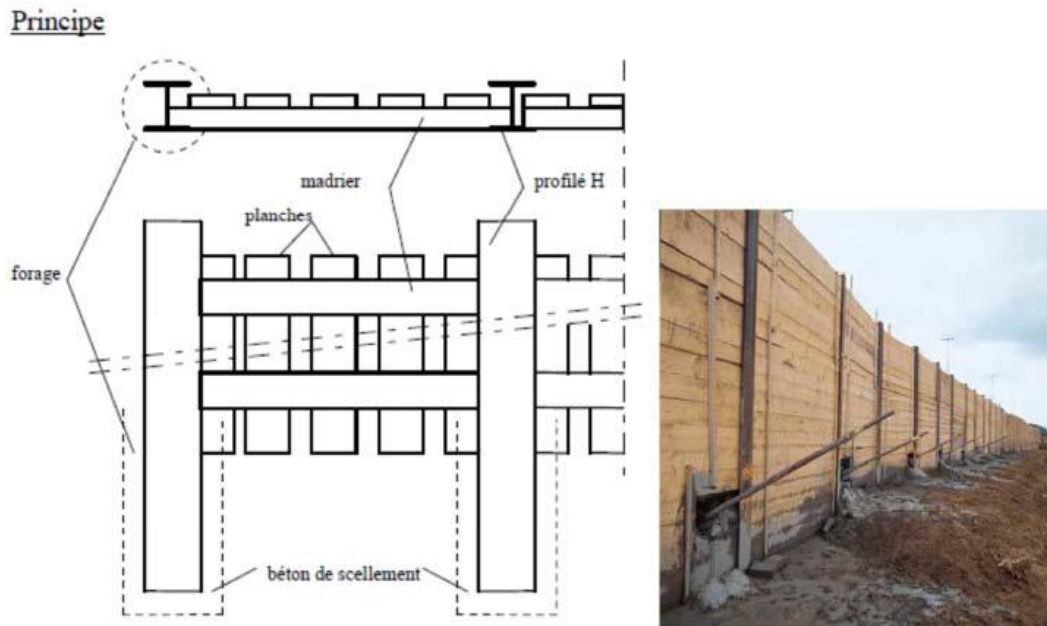 Principe
madrier
profilé H
planches
forage
béton de scellement